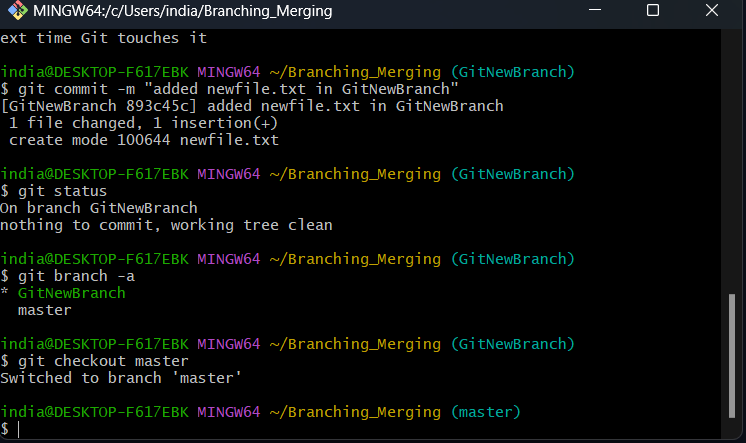 MINGW64:/c/Users/india/Branching_Merging
ext time Git touches it
india@DESKTOP-F617EBK MINGW64 ~/Branching_Merging (GitNewBranch)
$ git commit -m "added newfile.txt in GitNewBranch"
[GitNewBranch 893c45c] added newfile.txt in GitNewBranch
 1 file changed, 1 insertion(+)
 create mode 100644 newfile.txt
india@DESKTOP-F617EBK MINGW64 ~/Branching_Merging (GitNewBranch)
$ git status
On branch GitNewBranch
nothing to commit, working tree clean
india@DESKTOP-F617EBK MINGW64 ~/Branching_Merging (GitNewBranch)
$ git branch -a
* GitNewBranch
  master
india@DESKTOP-F617EBK MINGW64 ~/Branching_Merging (GitNewBranch)
$ git checkout master
Switched to branch 'master'
india@DESKTOP-F617EBK MINGW64 ~/Branching_Merging (master)
$